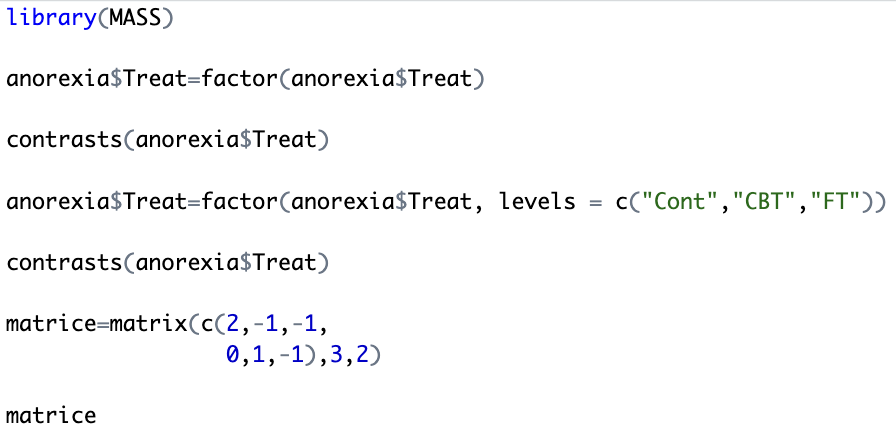 library(MASS)
anorexia$Treat=factor(anorexia$Treat)
contrasts(anorexia$Treat)
anorexia$Treat=factor(anorexia$Treat, levels = c("Cont","CBT","FT"))
contrasts(anorexia$Treat)
matrice=matrix(c(2,-1,-1,
0,1,-1),3,2)
matrice